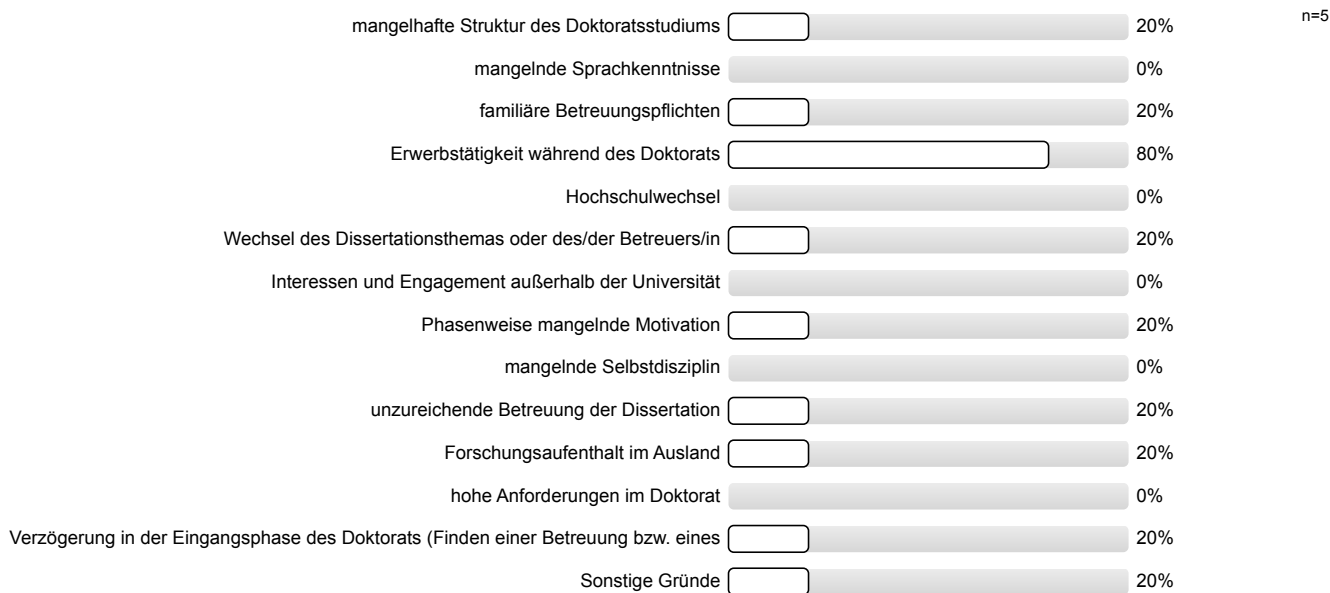 n=5
mangelhafte Struktur des Doktoratsstudiums 20%
mangelnde Sprachkenntnisse 0%
familiäre Betreuungspflichten 20%
Erwerbstätigkeit während des Doktorats 80%
Hochschulwechsel 0%
Wechsel des Dissertationsthemas oder des/der Betreuers/in 20%
Interessen und Engagement außerhalb der Universität 0%
Phasenweise mangelnde Motivation 20%
mangelnde Selbstdisziplin 0%
unzureichende Betreuung der Dissertation 20%
Forschungsaufenthalt im Ausland 20%
hohe Anforderungen im Doktorat 0%
Verzögerung in der Eingangsphase des Doktorats (Finden einer Betreuung bzw. eines 20%
Sonstige Gründe 20%